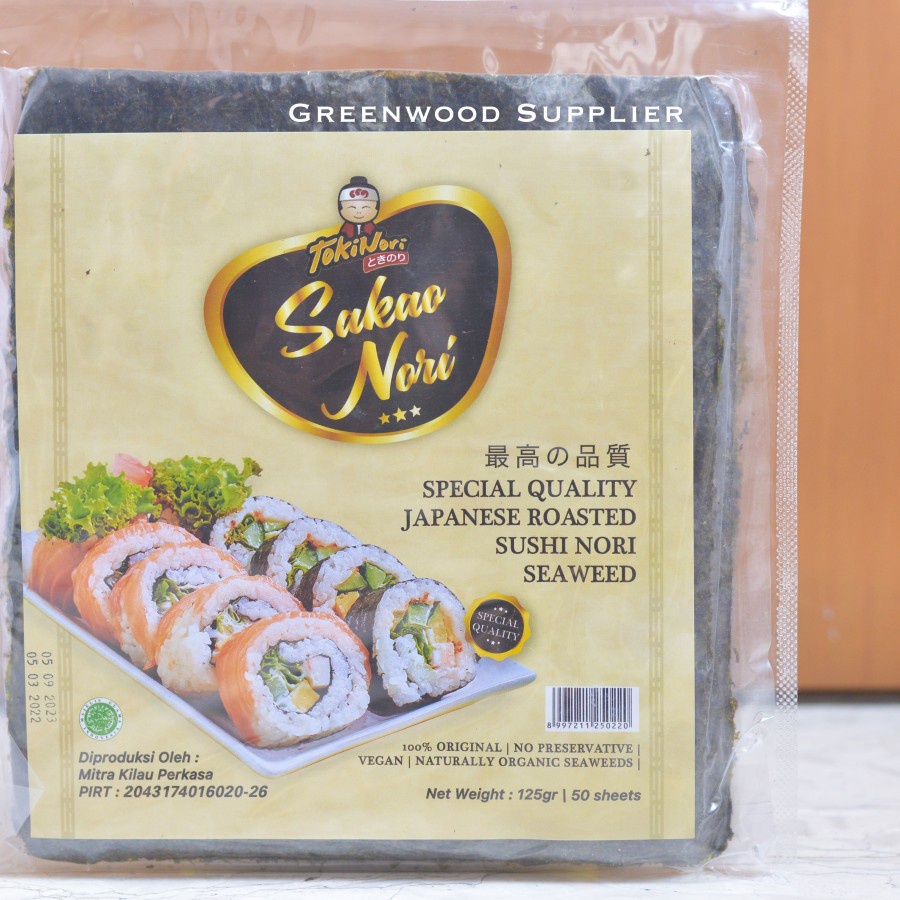 GREENWOOD SUPPLIER
TokiNori
ときのり
Sakao
Nori
最高の品質
SPECIAL QUALITY
JAPANESE ROASTED
SUSHI NORI
SEAWEED
SPECIAL
QUALITY
05 09 2023
05 03 2022
8997211250220
100% ORIGINAL | NO PRESERVATIVE |
VEGAN | NATURALLY ORGANIC SEAWEEDS |
Diproduksi Oleh :
Mitra Kilau Perkasa
PIRT : 2043174016020-26
Net Weight : 125gr | 50 sheets